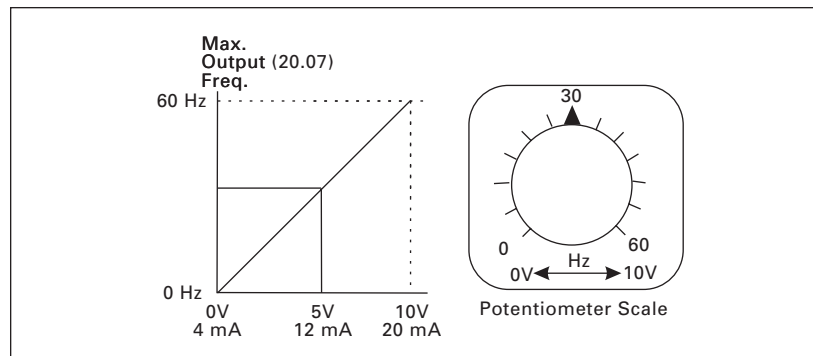 Max.
Output (20.07)
Freq.
60 Hz
0 Hz
0V 5V 10V
4 mA 12 mA 20 mA
30
0 60
Hz
0V 10V
Potentiometer Scale